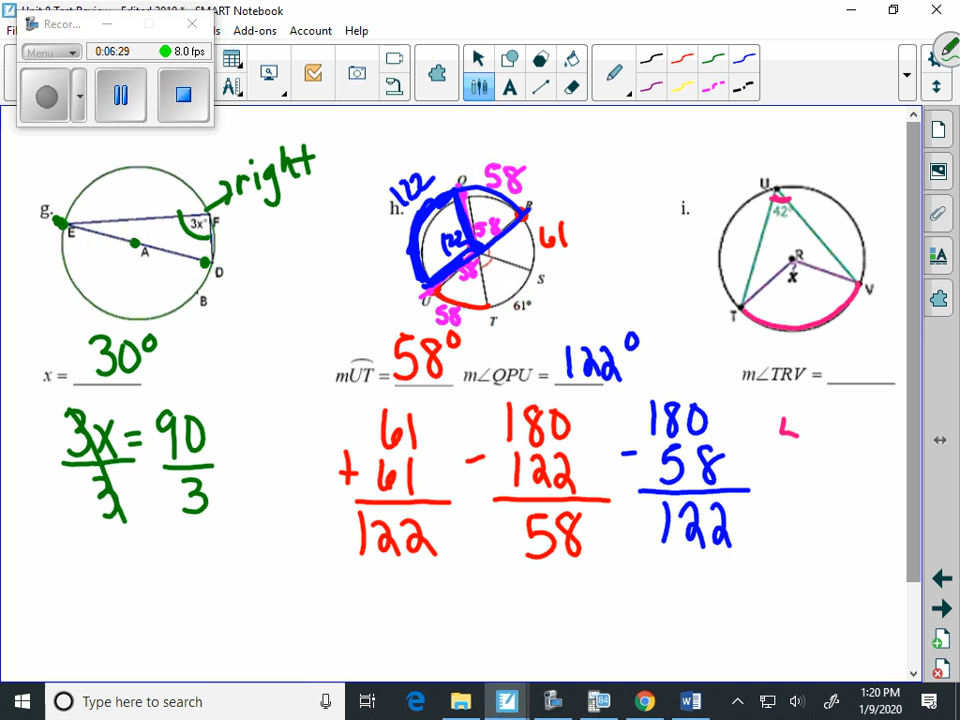 Unit 8 Test Review - Edited 2019 * - SMART Notebook
Recor...
Add-ons Account Help
Menu
0:06:29
8.0 fps
g.
E
A
3x°
F
D
B
right
x = 30°
3x = 90
3 3
h.
122
Q
58
R
122
58
61
58
S
U
58
T
61°
mUT = 58° m∠QPU = 122°
61
+ 61
122
180
- 122
58
180
- 58
122
i.
U
42°
R
x
T
V
m∠TRV =
Type here to search
1:20 PM
1/9/2020